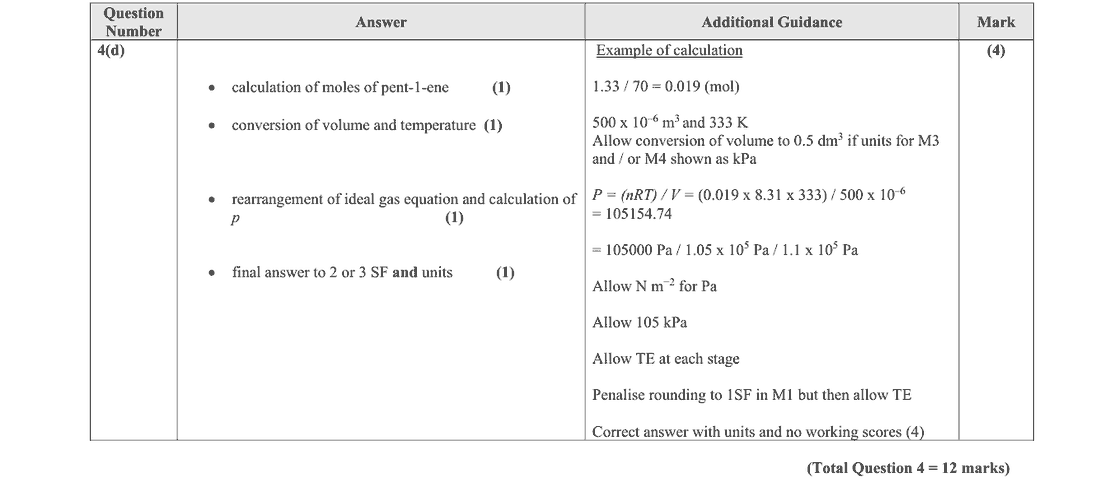 Question Number Answer Additional Guidance Mark
4(d) Example of calculation (4)
• calculation of moles of pent-1-ene (1) 1.33 / 70 = 0.019 (mol)
• conversion of volume and temperature (1) 500 x 10⁻⁶ m³ and 333 K
Allow conversion of volume to 0.5 dm³ if units for M3
and / or M4 shown as kPa
• rearrangement of ideal gas equation and calculation of
p (1)
P = (nRT) / V = (0.019 x 8.31 x 333) / 500 x 10⁻⁶
= 105154.74
= 105000 Pa / 1.05 x 10⁵ Pa / 1.1 x 10⁵ Pa
• final answer to 2 or 3 SF and units (1)
Allow N m⁻² for Pa
Allow 105 kPa
Allow TE at each stage
Penalise rounding to 1SF in M1 but then allow TE
Correct answer with units and no working scores (4)
(Total Question 4 = 12 marks)